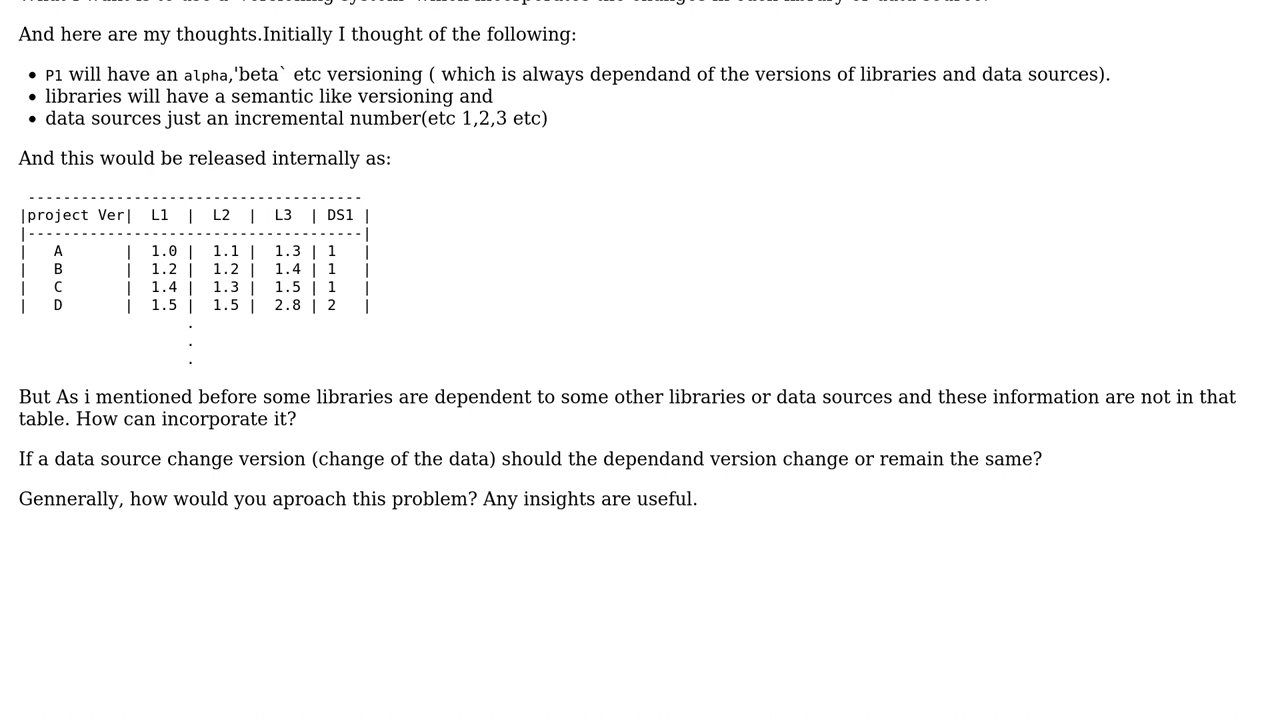 And here are my thoughts.Initially I thought of the following:
P1 will have an alpha,'beta` etc versioning ( which is always dependand of the versions of libraries and data sources).
libraries will have a semantic like versioning and
data sources just an incremental number(etc 1,2,3 etc)
And this would be released internally as:
--------------------------------------
|project Ver|  L1  |  L2  |  L3  | DS1 |
|--------------------------------------|
|   A       |  1.0 |  1.1 |  1.3 | 1   |
|   B       |  1.2 |  1.2 |  1.4 | 1   |
|   C       |  1.4 |  1.3 |  1.5 | 1   |
|   D       |  1.5 |  1.5 |  2.8 | 2   |
.
.
.
But As i mentioned before some libraries are dependent to some other libraries or data sources and these information are not in that
table. How can incorporate it?
If a data source change version (change of the data) should the dependand version change or remain the same?
Gennerally, how would you aproach this problem? Any insights are useful.